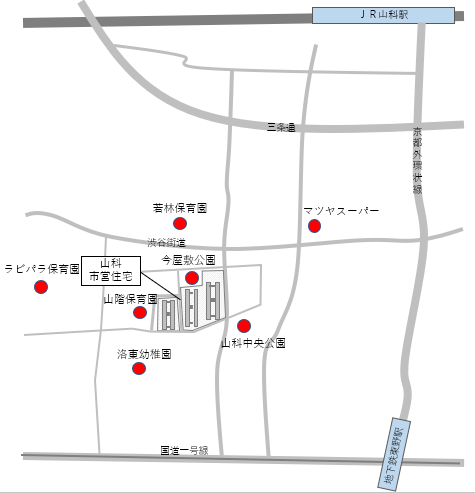 ＪＲ山科駅
三条通
京都外環状線
若林保育園
マツヤスーパー
渋谷街道
今屋敷公園
山科
市営住宅
ラビパラ保育園
山階保育園
山科中央公園
洛東幼稚園
国道一号線
地下鉄東野駅